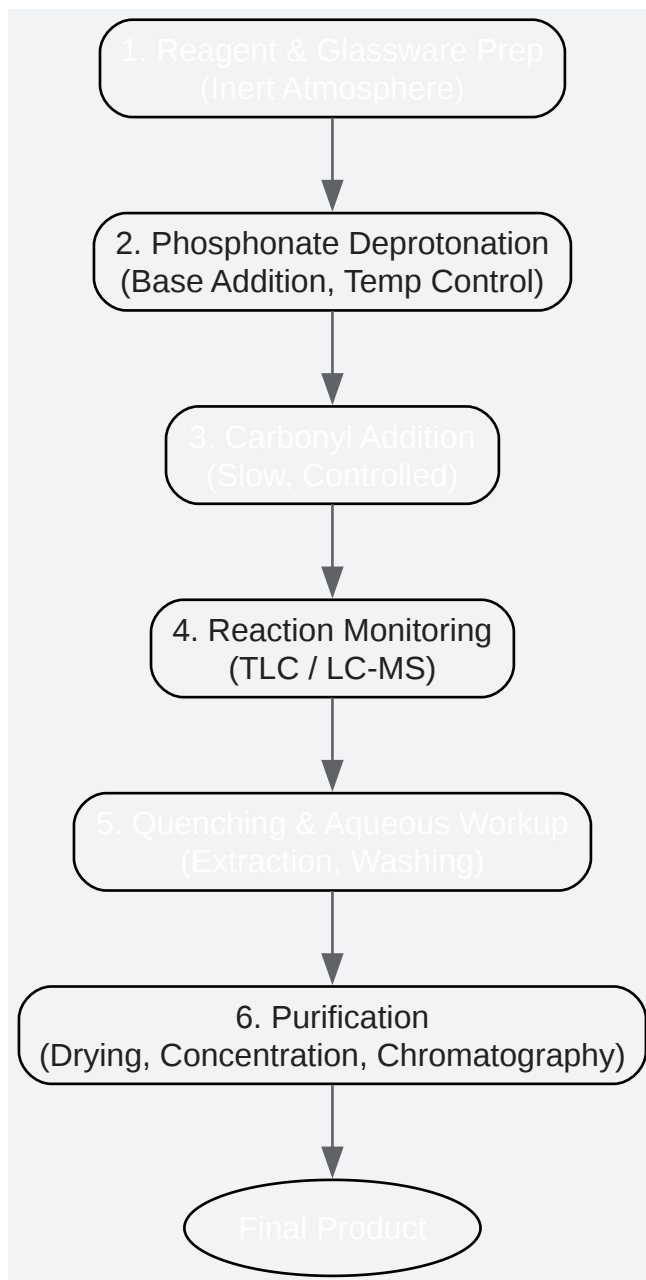 1. Reagent & Glassware Prep
(Inert Atmosphere)
2. Phosphonate Deprotonation
(Base Addition, Temp Control)
3. Carbonyl Addition
(Slow, Controlled)
4. Reaction Monitoring
(TLC / LC-MS)
5. Quenching & Aqueous Workup
(Extraction, Washing)
6. Purification
(Drying, Concentration, Chromatography)
Final Product